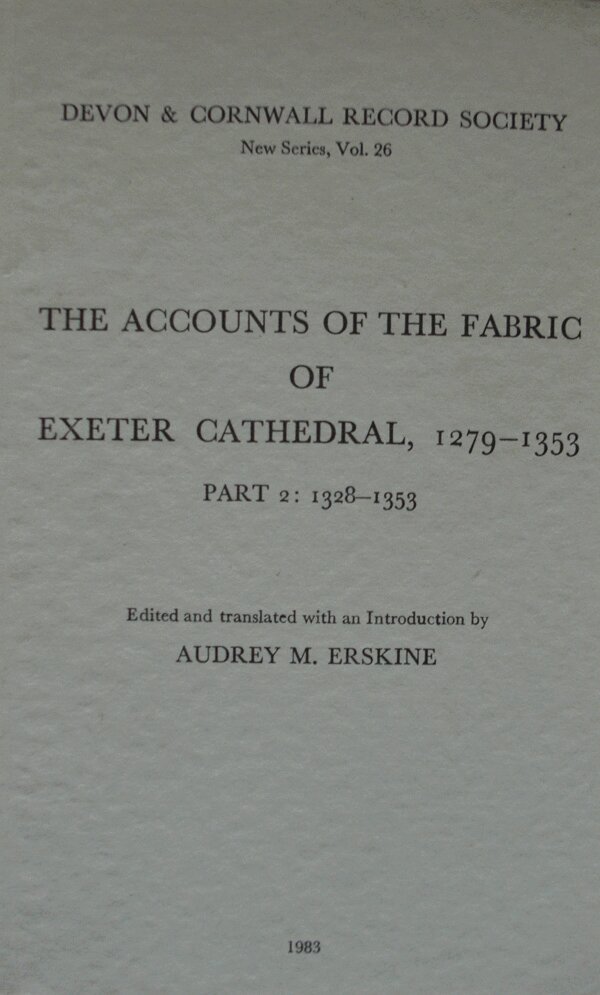 DEVON & CORNWALL RECORD SOCIETY
New Series, Vol. 26
THE ACCOUNTS OF THE FABRIC
OF
EXETER CATHEDRAL, 1279–1353
PART 2: 1328–1353
Edited and translated with an Introduction by
AUDREY M. ERSKINE
1983